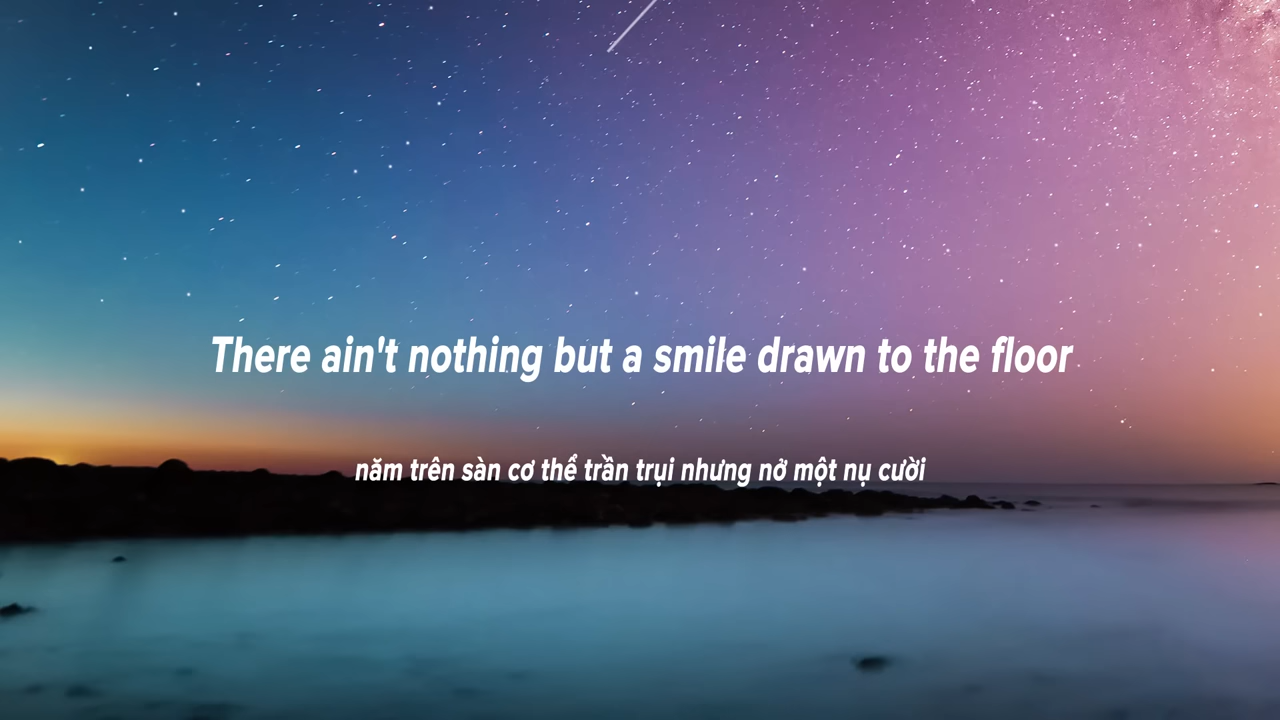 There ain't nothing but a smile drawn to the floor
năm trên sàn cơ thể trần trụi nhưng nở một nụ cười